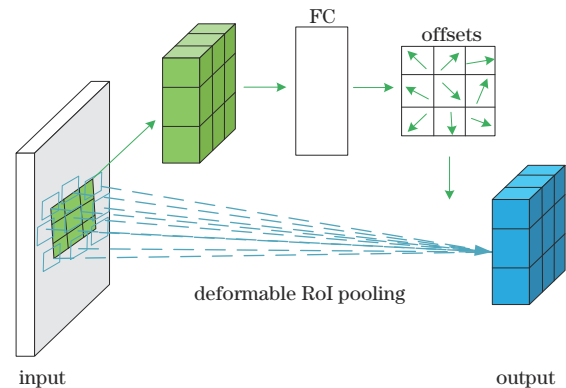 FC
offsets
deformable RoI pooling
input
output